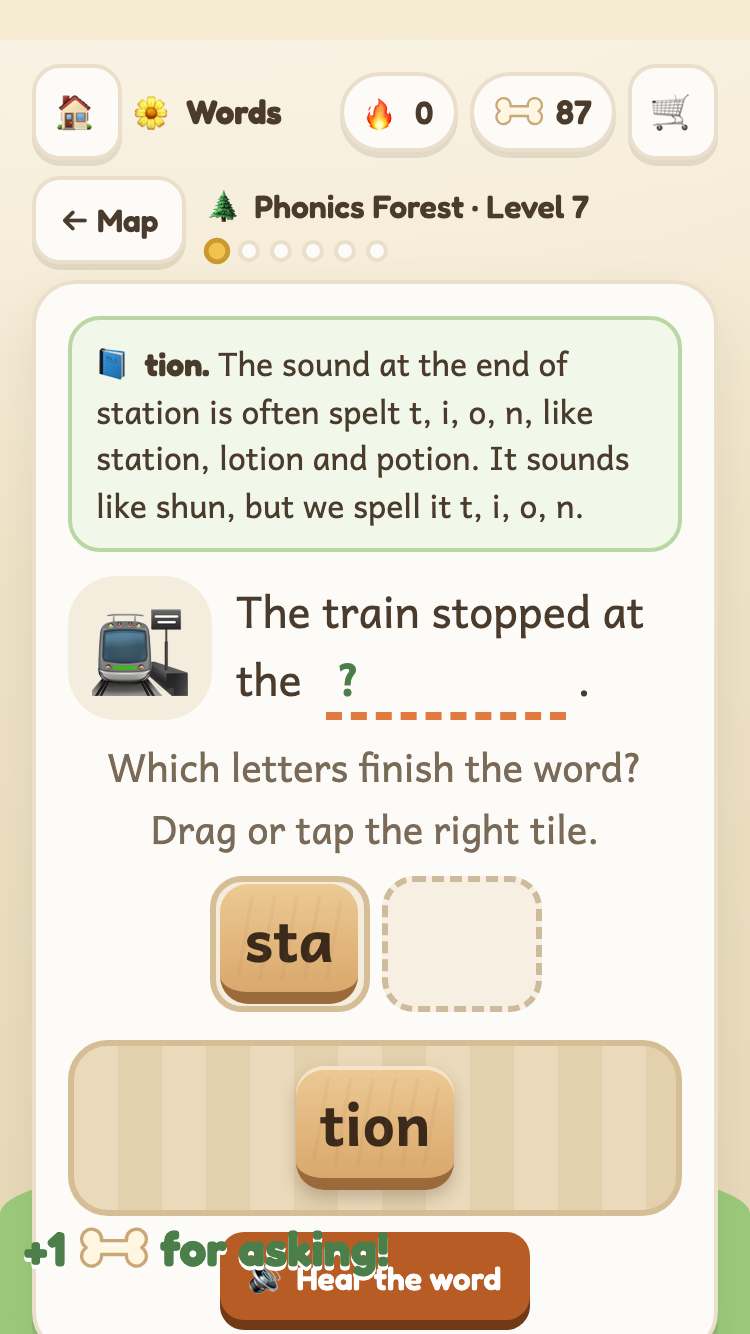 Words
0
87
← Map
Phonics Forest · Level 7
tion. The sound at the end of
station is often spelt t, i, o, n, like
station, lotion and potion. It sounds
like shun, but we spell it t, i, o, n.
The train stopped at
the ? .
Which letters finish the word?
Drag or tap the right tile.
sta
tion
+1 for asking!
Hear the word